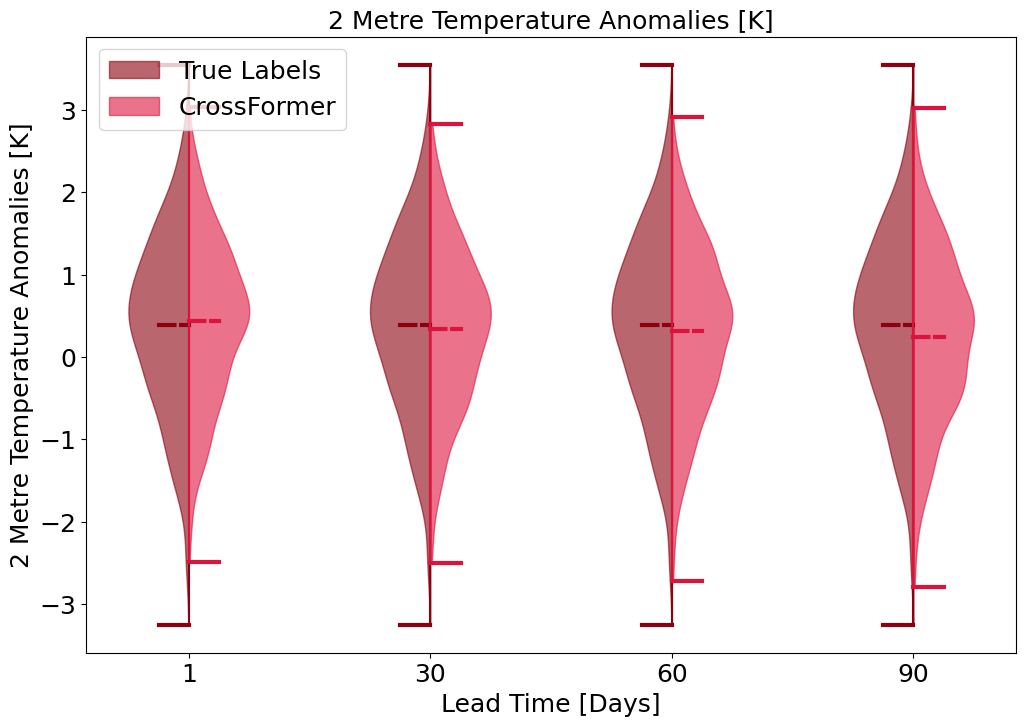 2 Metre Temperature Anomalies [K]
True Labels
CrossFormer
2 Metre Temperature Anomalies [K]
3
2
1
0
−1
−2
−3
1 30 60 90
Lead Time [Days]